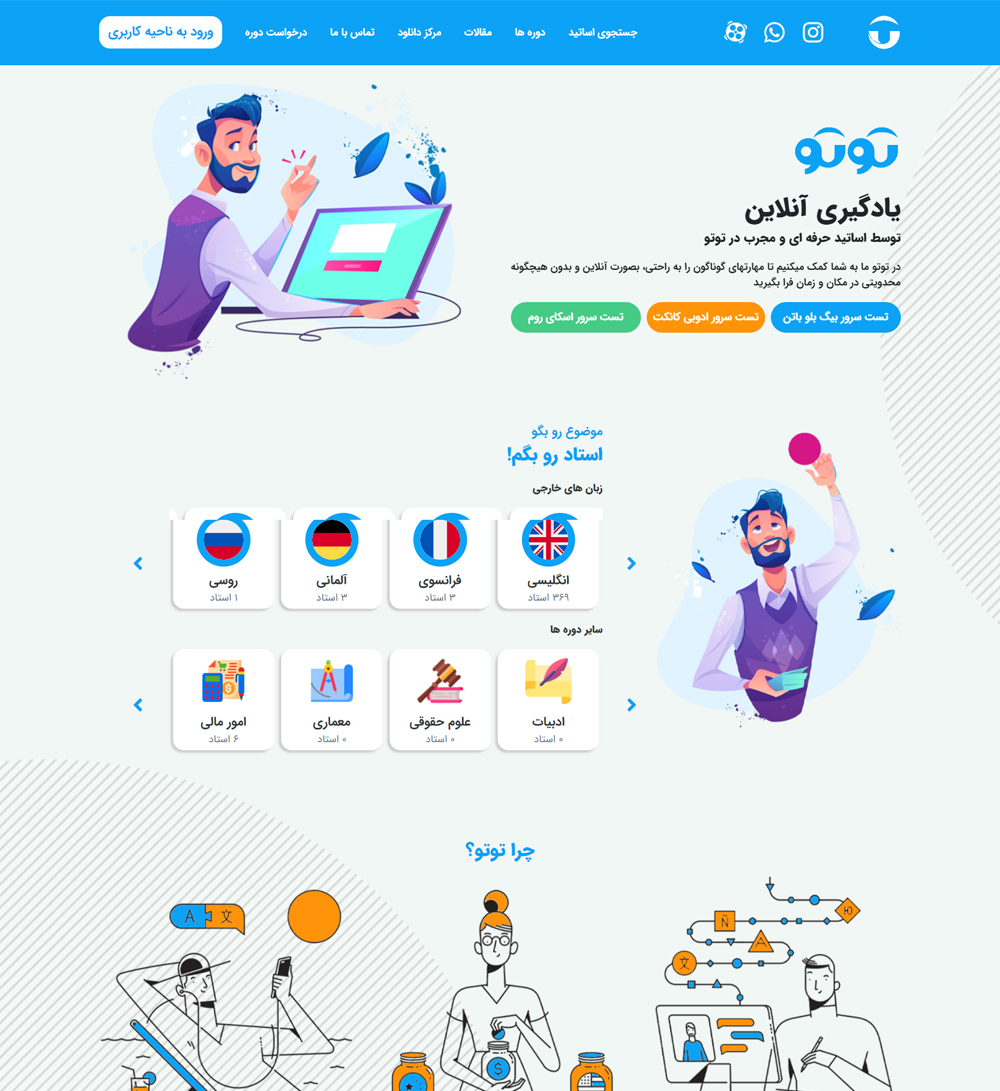 جستجوی اساتید
دوره ها
مقالات
مرکز دانلود
تماس با ما
درخواست دوره
ورود به ناحیه کاربری
توتو
یادگیری آنلاین
توسط اساتید حرفه ای و مجرب در توتو
در توتو ما به شما کمک میکنیم تا مهارتهای گوناگون را به راحتی، بصورت آنلاین و بدون هیچگونه
محدویتی در مکان و زمان فرا بگیرید
تست سرور بیگ بلو باتن
تست سرور ادوبی کانکت
تست سرور اسکای روم
موضوع رو بگو
استاد رو بگم!
زبان های خارجی
انگلیسی
۳۶۹ استاد
فرانسوی
۳ استاد
آلمانی
۳ استاد
روسی
۱ استاد
سایر دوره ها
ادبیات
۰ استاد
علوم حقوقی
۰ استاد
معماری
۰ استاد
امور مالی
۶ استاد
چرا توتو؟
A 文
Ю
Ñ
A
文
$